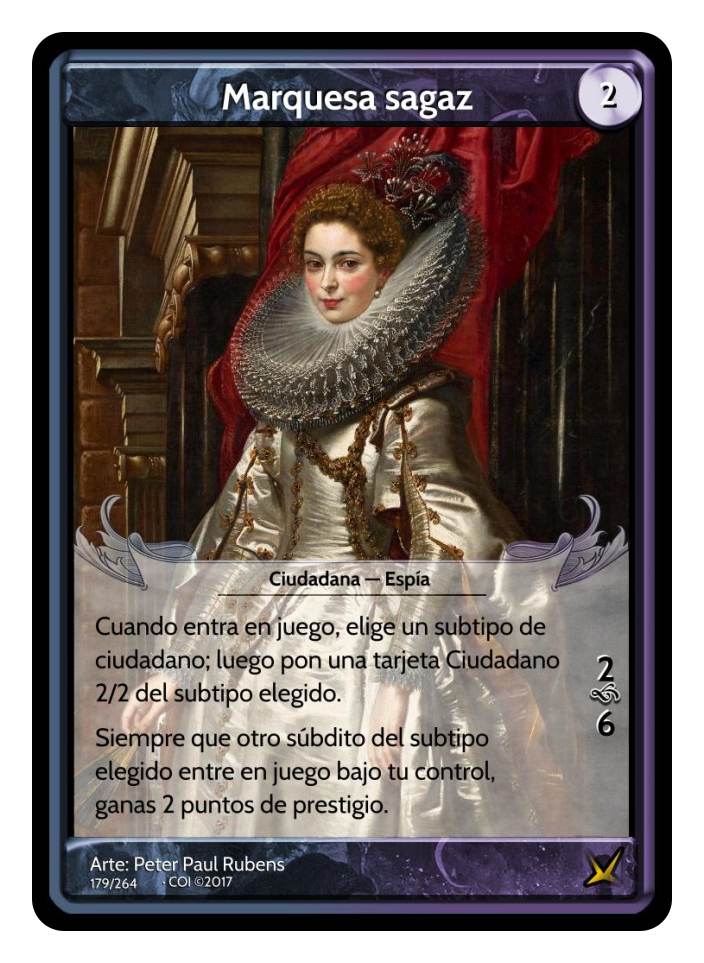 Marquesa sagaz
2
Ciudadana — Espía
Cuando entra en juego, elige un subtipo de
ciudadano; luego pon una tarjeta Ciudadano
2/2 del subtipo elegido.
Siempre que otro súbdito del subtipo
elegido entre en juego bajo tu control,
ganas 2 puntos de prestigio.
2
6
Arte: Peter Paul Rubens
179/264 · COI ©2017